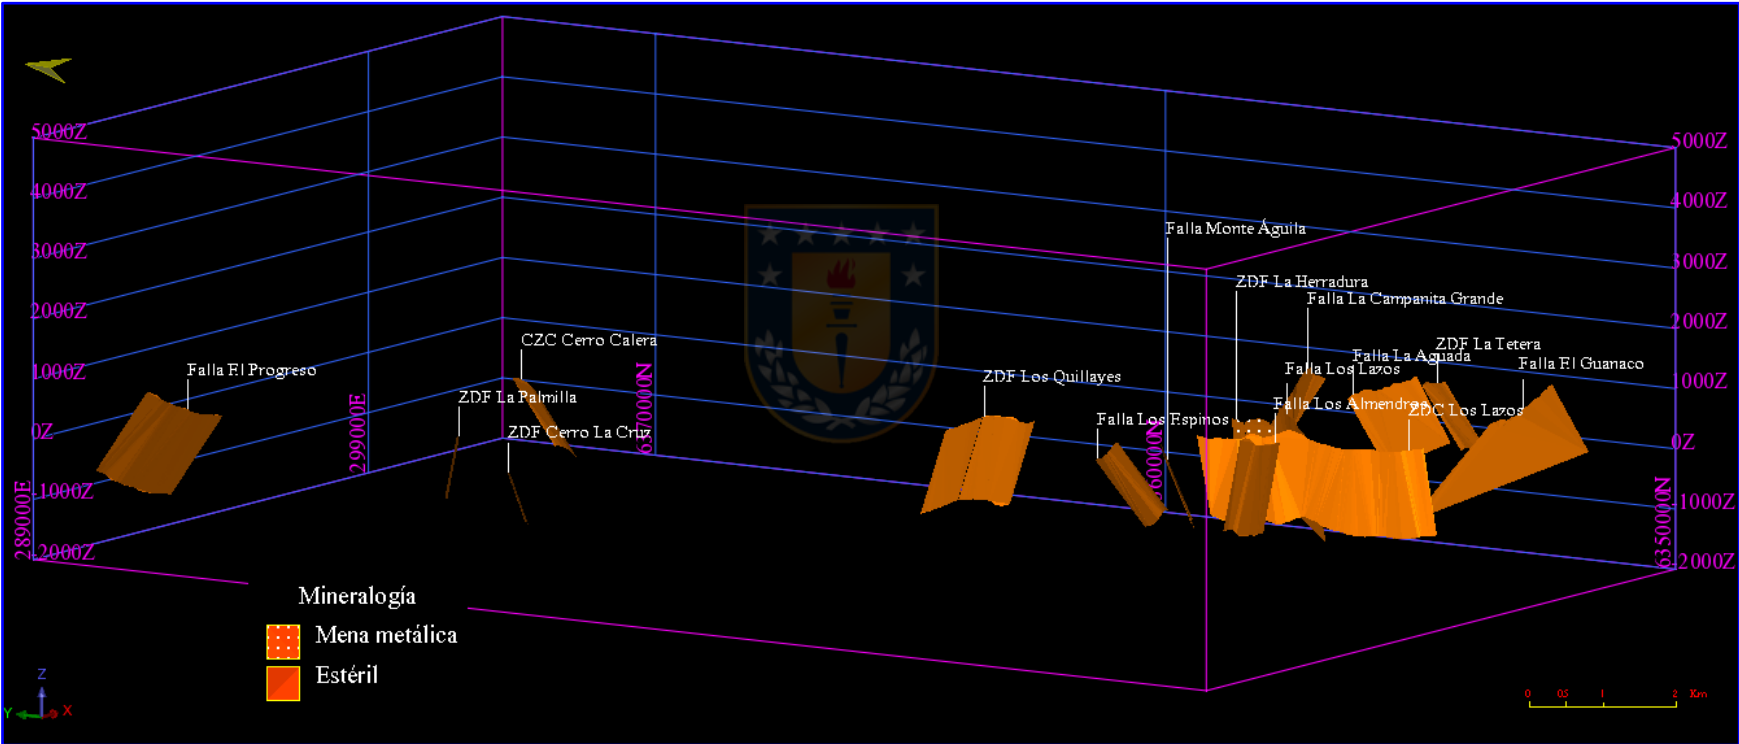 5000Z
5000Z
4000Z
4000Z
3000Z
3000Z
2000Z
2000Z
1000Z
1000Z
0Z
0Z
-1000Z
-1000Z
-2000Z
-2000Z
289000E
299000E
6370000N
6350000N
Falla El Progreso
CZC Cerro Calera
ZDF La Palmilla
ZDF Cerro La Cruz
ZDF Los Quillayes
Falla Monte Águila
ZDF La Herradura
Falla La Campanita Grande
ZDF La Tetera
Falla La Aguada
Falla El Guanaco
Falla Los Lazos
Falla Los Almendros
ZDC Los Lazos
Falla Los Espinos
Mineralogía
Mena metálica
Estéril
Z
Y
X
0
0.5
1
2
Km